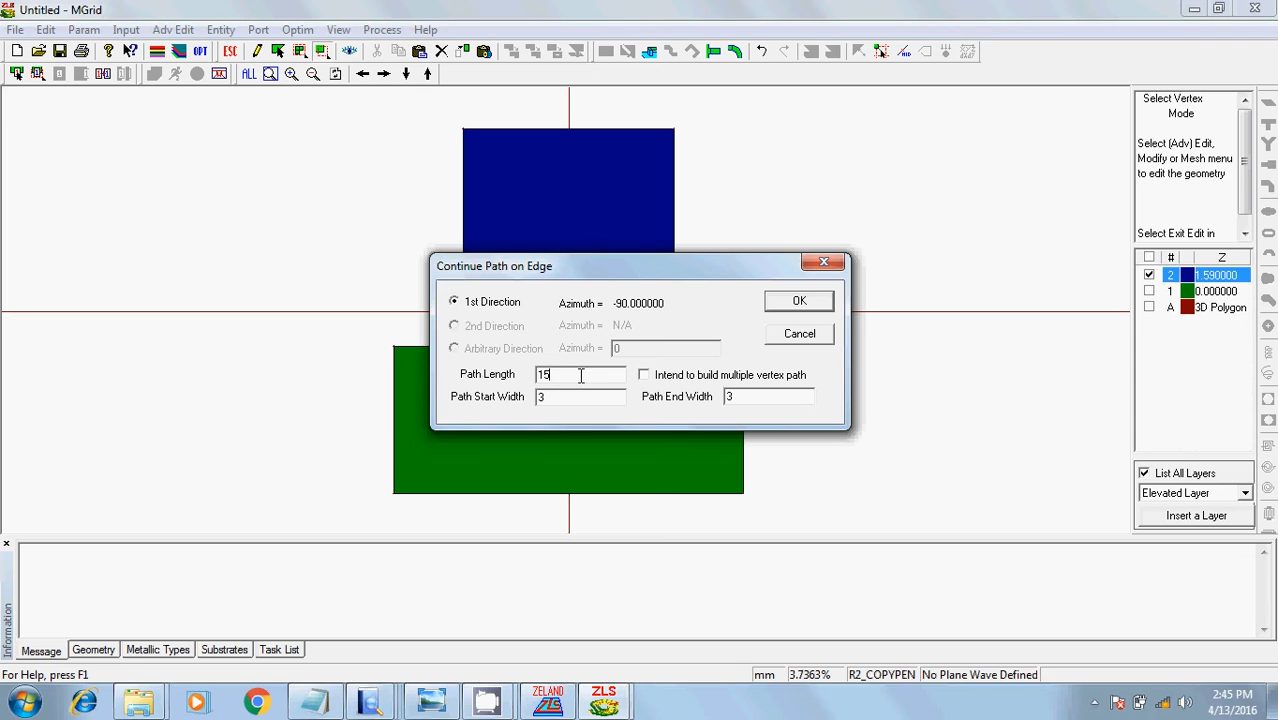 Untitled - MGrid
File Edit Param Input Adv Edit Entity Port Optim View Process Help
OPT ESC
ALL
Select Vertex
Mode
Select (Adv) Edit,
Modify or Mesh menu
to edit the geometry
Select Exit Edit in
# Z
2 1.590000
1 0.000000
A 3D Polygon
Continue Path on Edge
1st Direction Azimuth = -90.000000 OK
2nd Direction Azimuth = N/A Cancel
Arbitrary Direction Azimuth = 0
Path Length 15 Intend to build multiple vertex path
Path Start Width 3 Path End Width 3
List All Layers
Elevated Layer
Insert a Layer
Information
Message Geometry Metallic Types Substrates Task List
For Help, press F1 mm 3.7363% R2_COPYPEN No Plane Wave Defined
ZELAND ZLS
2:45 PM
4/13/2016